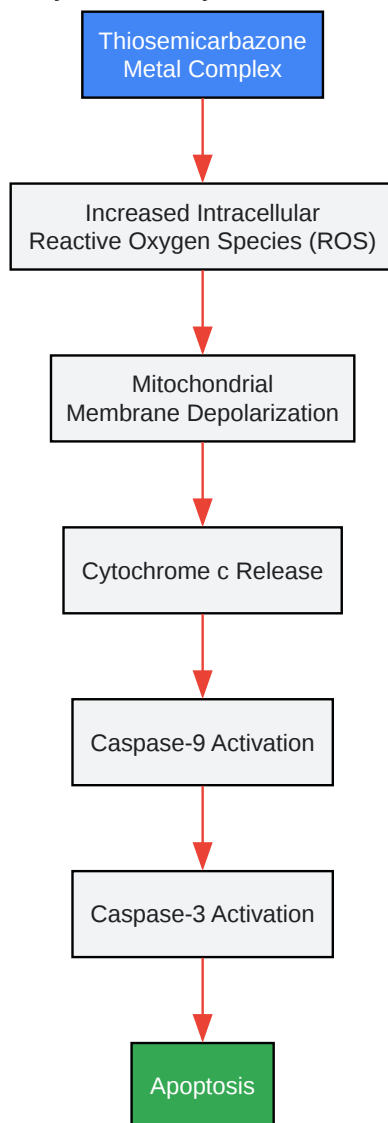 Thiosemicarbazone
Metal Complex
Increased Intracellular
Reactive Oxygen Species (ROS)
Mitochondrial
Membrane Depolarization
Cytochrome c Release
Caspase-9 Activation
Caspase-3 Activation
Apoptosis